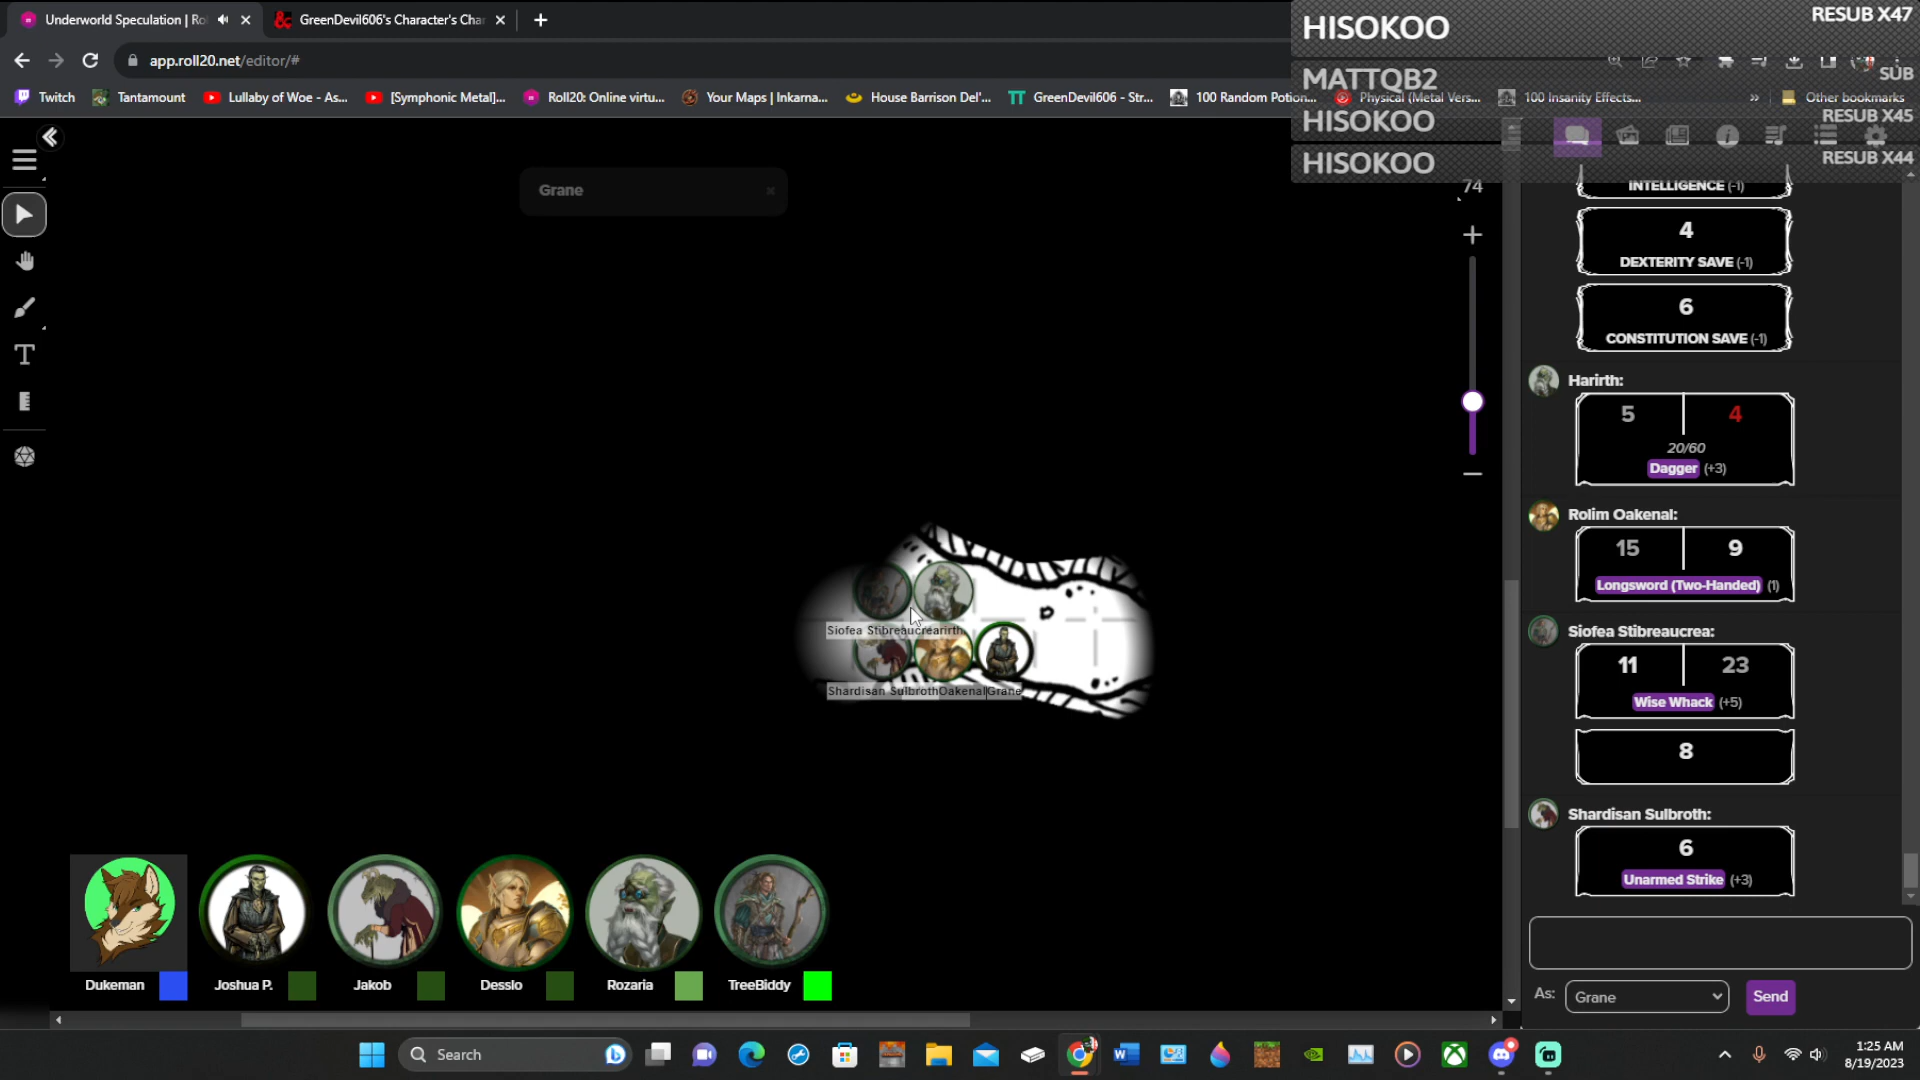 Underworld Speculation | Ro
GreenDevil606's Character's Char
HISOKOO
RESUB X47
app.roll20.net/editor/#
MATTQB2
SUB
Twitch
Tantamount
Lullaby of Woe - As...
[Symphonic Metal]...
Roll20: Online virtu...
Your Maps | Inkarna...
House Barrison Del'...
GreenDevil606 - Str...
100 Random Potion...
Physical (Metal Vers...
100 Insanity Effects...
»
Other bookmarks
HISOKOO
RESUB X45
HISOKOO
RESUB X44
Grane
74
INTELLIGENCE (-1)
4
DEXTERITY SAVE (-1)
6
CONSTITUTION SAVE (-1)
Harirth:
5 4
20/60
Dagger (+3)
Rolim Oakenal:
15 9
Longsword (Two-Handed) (1)
Siofea Stibreaucrea:
11 23
Wise Whack (+5)
8
Shardisan Sulbroth:
6
Unarmed Strike (+3)
Siofea Stibreaucrearirth
Shardisan SulbrothOakenal Grane
Dukeman
Joshua P.
Jakob
Desslo
Rozaria
TreeBiddy
As:
Grane
Send
Search
1:25 AM
8/19/2023